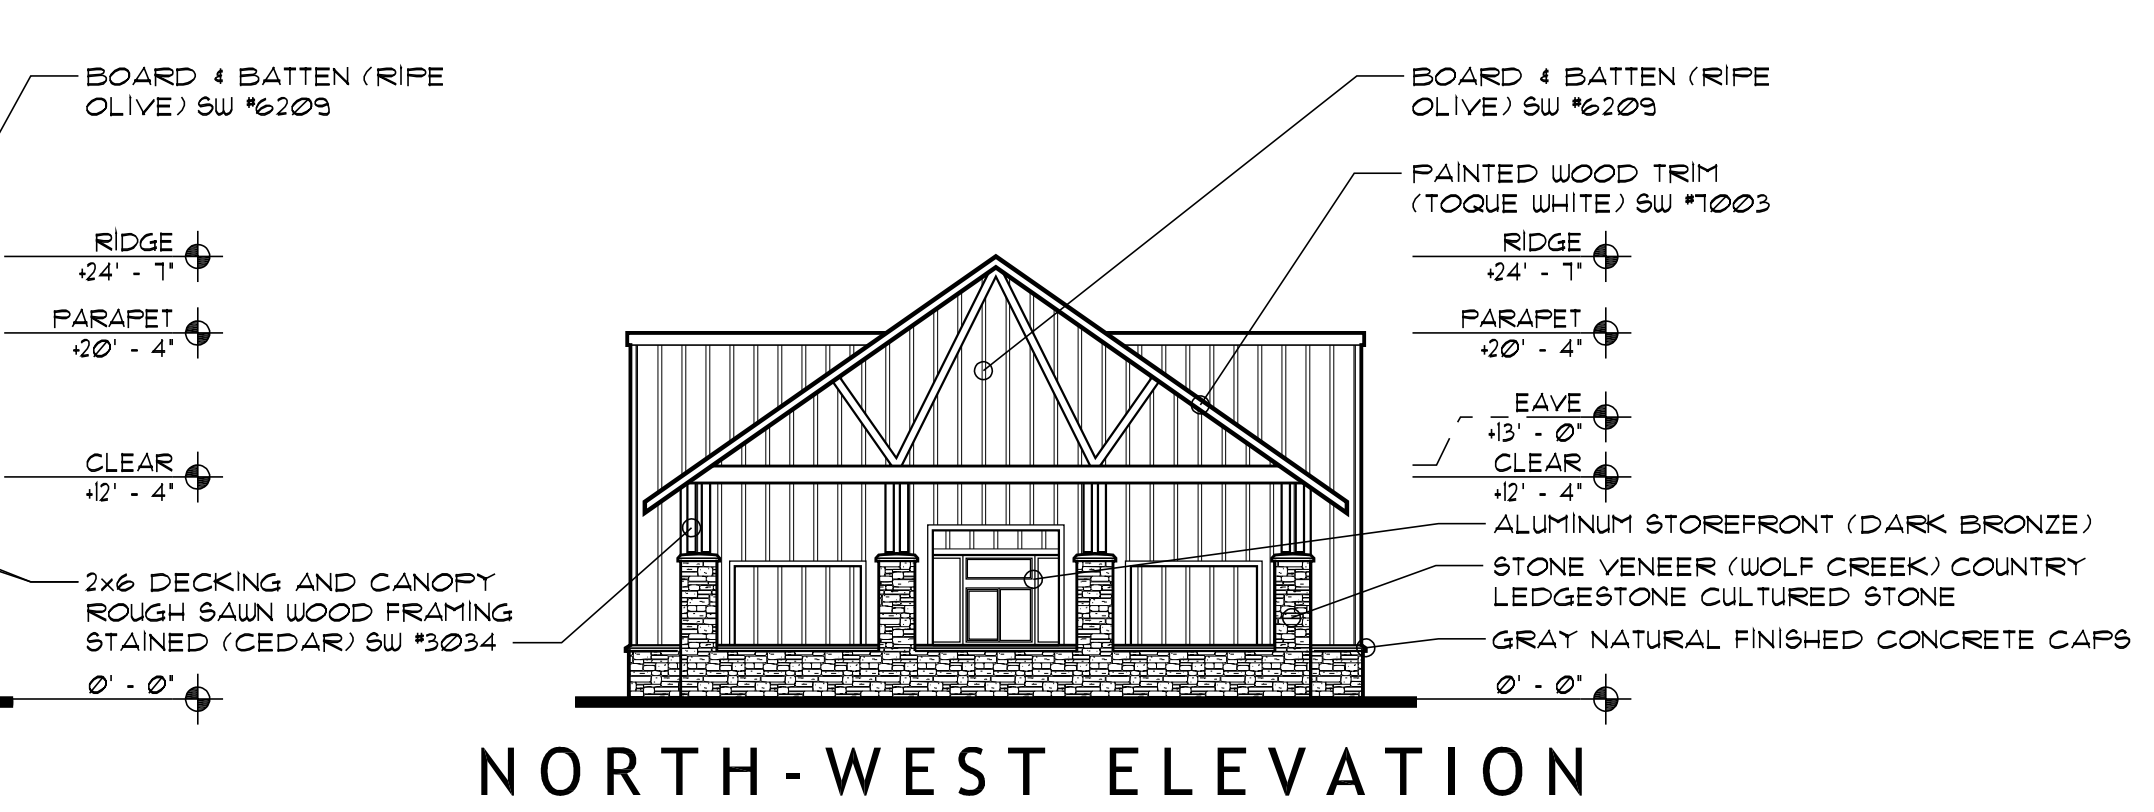 BOARD & BATTEN (RIPE
OLIVE) SW #6209
RIDGE
+24' - 7"
PARAPET
+20' - 4"
CLEAR
+12' - 4"
2x6 DECKING AND CANOPY
ROUGH SAWN WOOD FRAMING
STAINED (CEDAR) SW #3034
0' - 0"
BOARD & BATTEN (RIPE
OLIVE) SW #6209
PAINTED WOOD TRIM
(TOQUE WHITE) SW #7003
RIDGE
+24' - 7"
PARAPET
+20' - 4"
EAVE
+13' - 0"
CLEAR
+12' - 4"
ALUMINUM STOREFRONT (DARK BRONZE)
STONE VENEER (WOLF CREEK) COUNTRY
LEDGESTONE CULTURED STONE
GRAY NATURAL FINISHED CONCRETE CAPS
0' - 0"
NORTH-WEST ELEVATION